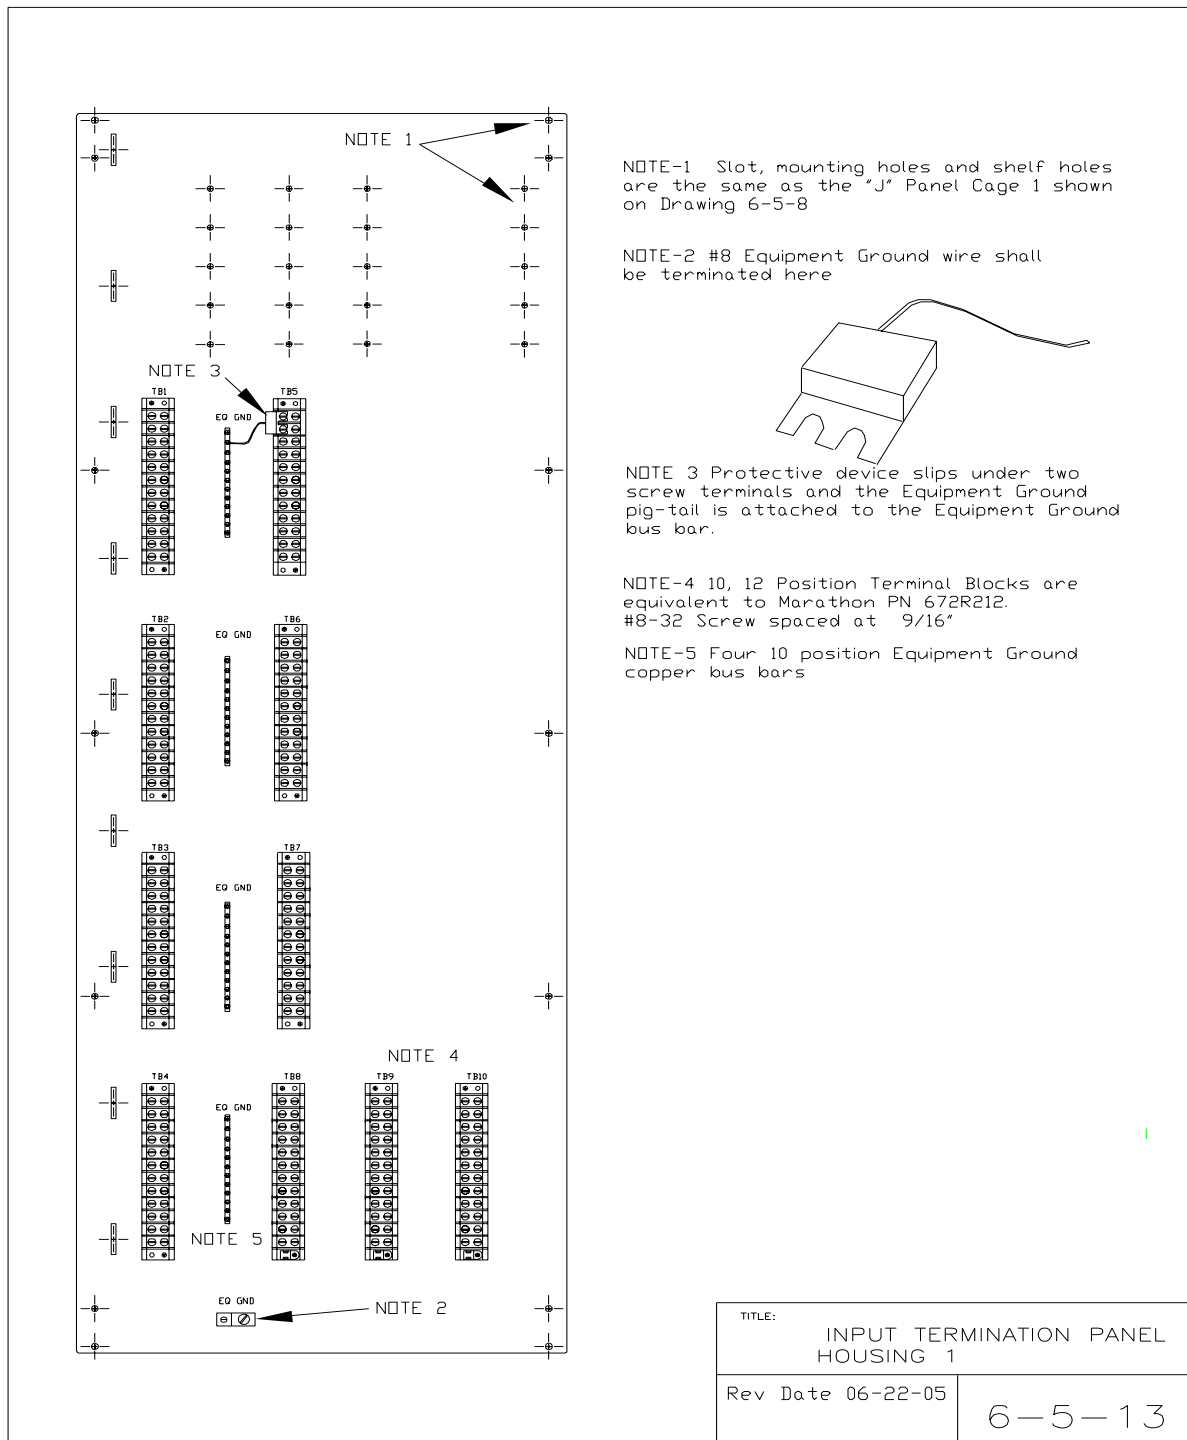 NOTE 1
NOTE-1 Slot, mounting holes and shelf holes
are the same as the "J" Panel Cage 1 shown
on Drawing 6-5-8
NOTE-2 #8 Equipment Ground wire shall
be terminated here
NOTE 3
TB1
TB5
EQ GND
NOTE 3 Protective device slips under two
screw terminals and the Equipment Ground
pig-tail is attached to the Equipment Ground
bus bar.
NOTE-4 10, 12 Position Terminal Blocks are
equivalent to Marathon PN 672R212.
#8-32 Screw spaced at 9/16"
NOTE-5 Four 10 position Equipment Ground
copper bus bars
TB2
TB6
EQ GND
TB3
TB7
EQ GND
NOTE 4
TB4
TB8
TB9
TB10
EQ GND
NOTE 5
EQ GND
NOTE 2
TITLE:
INPUT TERMINATION PANEL
HOUSING 1
Rev Date 06-22-05
6-5-13